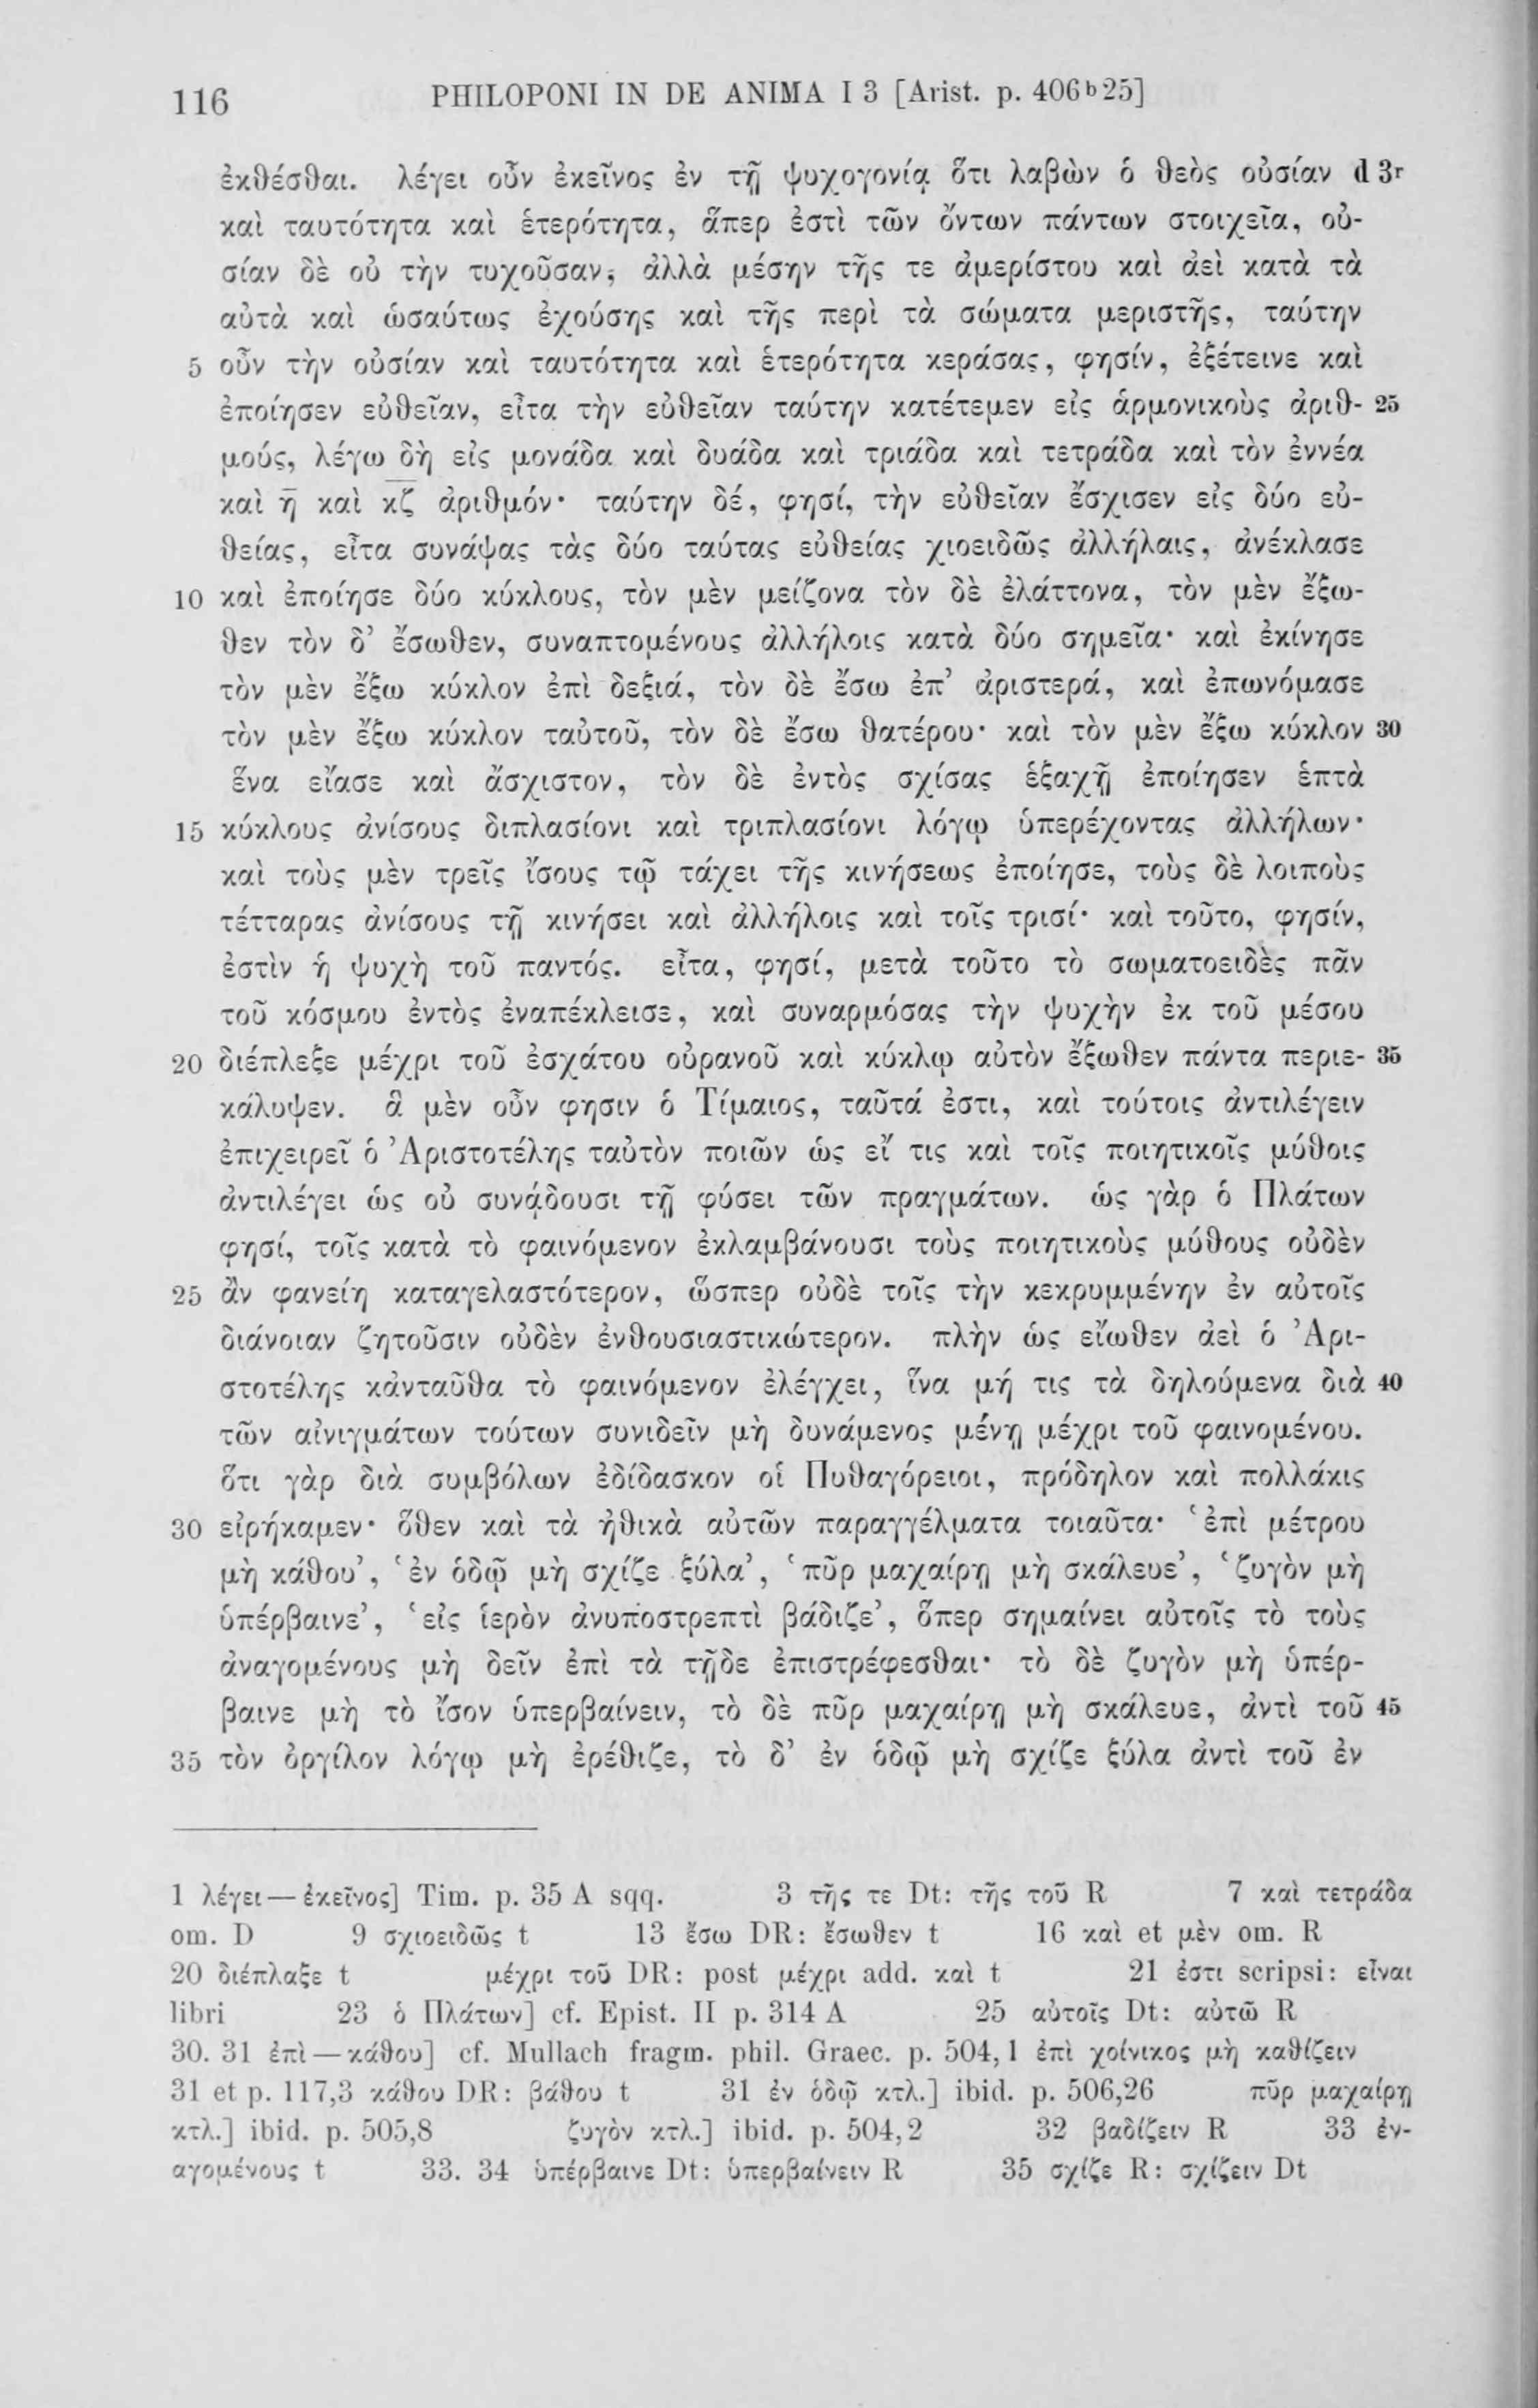 116 PHILOPONI IN DE ANIMA I 3 [Arist. p. 406ᵇ25]
ἐκθέσθαι. λέγει οὖν ἐκεῖνος ἐν τῇ ψυχογονίᾳ ὅτι λαβὼν ὁ θεὸς οὐσίαν d 3ʳ
καὶ ταυτότητα καὶ ἑτερότητα, ἅπερ ἐστὶ τῶν ὄντων πάντων στοιχεῖα, οὐ-
σίαν δὲ οὐ τὴν τυχοῦσαν, ἀλλὰ μέσην τῆς τε ἀμερίστου καὶ ἀεὶ κατὰ τὰ
αὐτὰ καὶ ὡσαύτως ἐχούσης καὶ τῆς περὶ τὰ σώματα μεριστῆς, ταύτην
5 οὖν τὴν οὐσίαν καὶ ταυτότητα καὶ ἑτερότητα κεράσας, φησίν, ἐξέτεινε καὶ
ἐποίησεν εὐθεῖαν, εἶτα τὴν εὐθεῖαν ταύτην κατέτεμεν εἰς ἁρμονικοὺς ἀριθ- 25
μούς, λέγω δὴ εἰς μονάδα καὶ δυάδα καὶ τριάδα καὶ τετράδα καὶ τὸν ἐννέα
καὶ η̄ καὶ κ̄ζ̄ ἀριθμόν· ταύτην δέ, φησί, τὴν εὐθεῖαν ἔσχισεν εἰς δύο εὐ-
θείας, εἶτα συνάψας τὰς δύο ταύτας εὐθείας χιοειδῶς ἀλλήλαις, ἀνέκλασε
10 καὶ ἐποίησε δύο κύκλους, τὸν μὲν μείζονα τὸν δὲ ἐλάττονα, τὸν μὲν ἔξω-
θεν τὸν δ’ ἔσωθεν, συναπτομένους ἀλλήλοις κατὰ δύο σημεῖα· καὶ ἐκίνησε
τὸν μὲν ἔξω κύκλον ἐπὶ δεξιά, τὸν δὲ ἔσω ἐπ’ ἀριστερά, καὶ ἐπωνόμασε
τὸν μὲν ἔξω κύκλον ταὐτοῦ, τὸν δὲ ἔσω θατέρου· καὶ τὸν μὲν ἔξω κύκλον 30
ἕνα εἴασε καὶ ἄσχιστον, τὸν δὲ ἐντὸς σχίσας ἑξαχῇ ἐποίησεν ἑπτὰ
15 κύκλους ἀνίσους διπλασίονι καὶ τριπλασίονι λόγῳ ὑπερέχοντας ἀλλήλων·
καὶ τοὺς μὲν τρεῖς ἴσους τῷ τάχει τῆς κινήσεως ἐποίησε, τοὺς δὲ λοιποὺς
τέτταρας ἀνίσους τῇ κινήσει καὶ ἀλλήλοις καὶ τοῖς τρισί· καὶ τοῦτο, φησίν,
ἐστὶν ἡ ψυχὴ τοῦ παντός. εἶτα, φησί, μετὰ τοῦτο τὸ σωματοειδὲς πᾶν
τοῦ κόσμου ἐντὸς ἐναπέκλεισε, καὶ συναρμόσας τὴν ψυχὴν ἐκ τοῦ μέσου
20 διέπλεξε μέχρι τοῦ ἐσχάτου οὐρανοῦ καὶ κύκλῳ αὐτὸν ἔξωθεν πάντα περιε- 35
κάλυψεν. ἃ μὲν οὖν φησιν ὁ Τίμαιος, ταῦτά ἐστι, καὶ τούτοις ἀντιλέγειν
ἐπιχειρεῖ ὁ Ἀριστοτέλης ταὐτὸν ποιῶν ὡς εἴ τις καὶ τοῖς ποιητικοῖς μύθοις
ἀντιλέγει ὡς οὐ συνᾴδουσι τῇ φύσει τῶν πραγμάτων. ὡς γὰρ ὁ Πλάτων
φησί, τοῖς κατὰ τὸ φαινόμενον ἐκλαμβάνουσι τοὺς ποιητικοὺς μύθους οὐδὲν
25 ἂν φανείη καταγελαστότερον, ὥσπερ οὐδὲ τοῖς τὴν κεκρυμμένην ἐν αὐτοῖς
διάνοιαν ζητοῦσιν οὐδὲν ἐνθουσιαστικώτερον. πλὴν ὡς εἴωθεν ἀεὶ ὁ Ἀρι-
στοτέλης κἀνταῦθα τὸ φαινόμενον ἐλέγχει, ἵνα μή τις τὰ δηλούμενα διὰ 40
τῶν αἰνιγμάτων τούτων συνιδεῖν μὴ δυνάμενος μένῃ μέχρι τοῦ φαινομένου.
ὅτι γὰρ διὰ συμβόλων ἐδίδασκον οἱ Πυθαγόρειοι, πρόδηλον καὶ πολλάκις
30 εἰρήκαμεν· ὅθεν καὶ τὰ ἠθικὰ αὐτῶν παραγγέλματα τοιαῦτα· ‘ἐπὶ μέτρου
μὴ κάθου’, ‘ἐν ὁδῷ μὴ σχίζε ξύλα’, ‘πῦρ μαχαίρῃ μὴ σκάλευε’, ‘ζυγὸν μὴ
ὑπέρβαινε’, ‘εἰς ἱερὸν ἀνυποστρεπτὶ βάδιζε’, ὅπερ σημαίνει αὐτοῖς τὸ τοὺς
ἀναγομένους μὴ δεῖν ἐπὶ τὰ τῇδε ἐπιστρέφεσθαι· τὸ δὲ ζυγὸν μὴ ὑπέρ-
βαινε μὴ τὸ ἴσον ὑπερβαίνειν, τὸ δὲ πῦρ μαχαίρῃ μὴ σκάλευε, ἀντὶ τοῦ 45
35 τὸν ὀργίλον λόγῳ μὴ ἐρέθιζε, τὸ δ’ ἐν ὁδῷ μὴ σχίζε ξύλα ἀντὶ τοῦ ἐν
1 λέγει — ἐκεῖνος] Tim. p. 35 A sqq. 3 τῆς τε Dt: τῆς τοῦ R 7 καὶ τετράδα
om. D 9 σχιοειδῶς t 13 ἔσω DR: ἔσωθεν t 16 καὶ et μὲν om. R
20 διέπλαξε t μέχρι τοῦ DR: post μέχρι add. καὶ t 21 ἐστι scripsi: εἶναι
libri 23 ὁ Πλάτων] cf. Epist. II p. 314 A 25 αὐτοῖς Dt: αὐτῶ R
30. 31 ἐπὶ — κάθου] cf. Mullach fragm. phil. Graec. p. 504,1 ἐπὶ χοίνικος μὴ καθίζειν
31 et p. 117,3 κάθου DR: βάθου t 31 ἐν ὁδῷ κτλ.] ibid. p. 506,26 πῦρ μαχαίρῃ
κτλ.] ibid. p. 505,8 ζυγὸν κτλ.] ibid. p. 504,2 32 βαδίζειν R 33 ἐν-
αγομένους t 33. 34 ὑπέρβαινε Dt: ὑπερβαίνειν R 35 σχίζε R: σχίζειν Dt